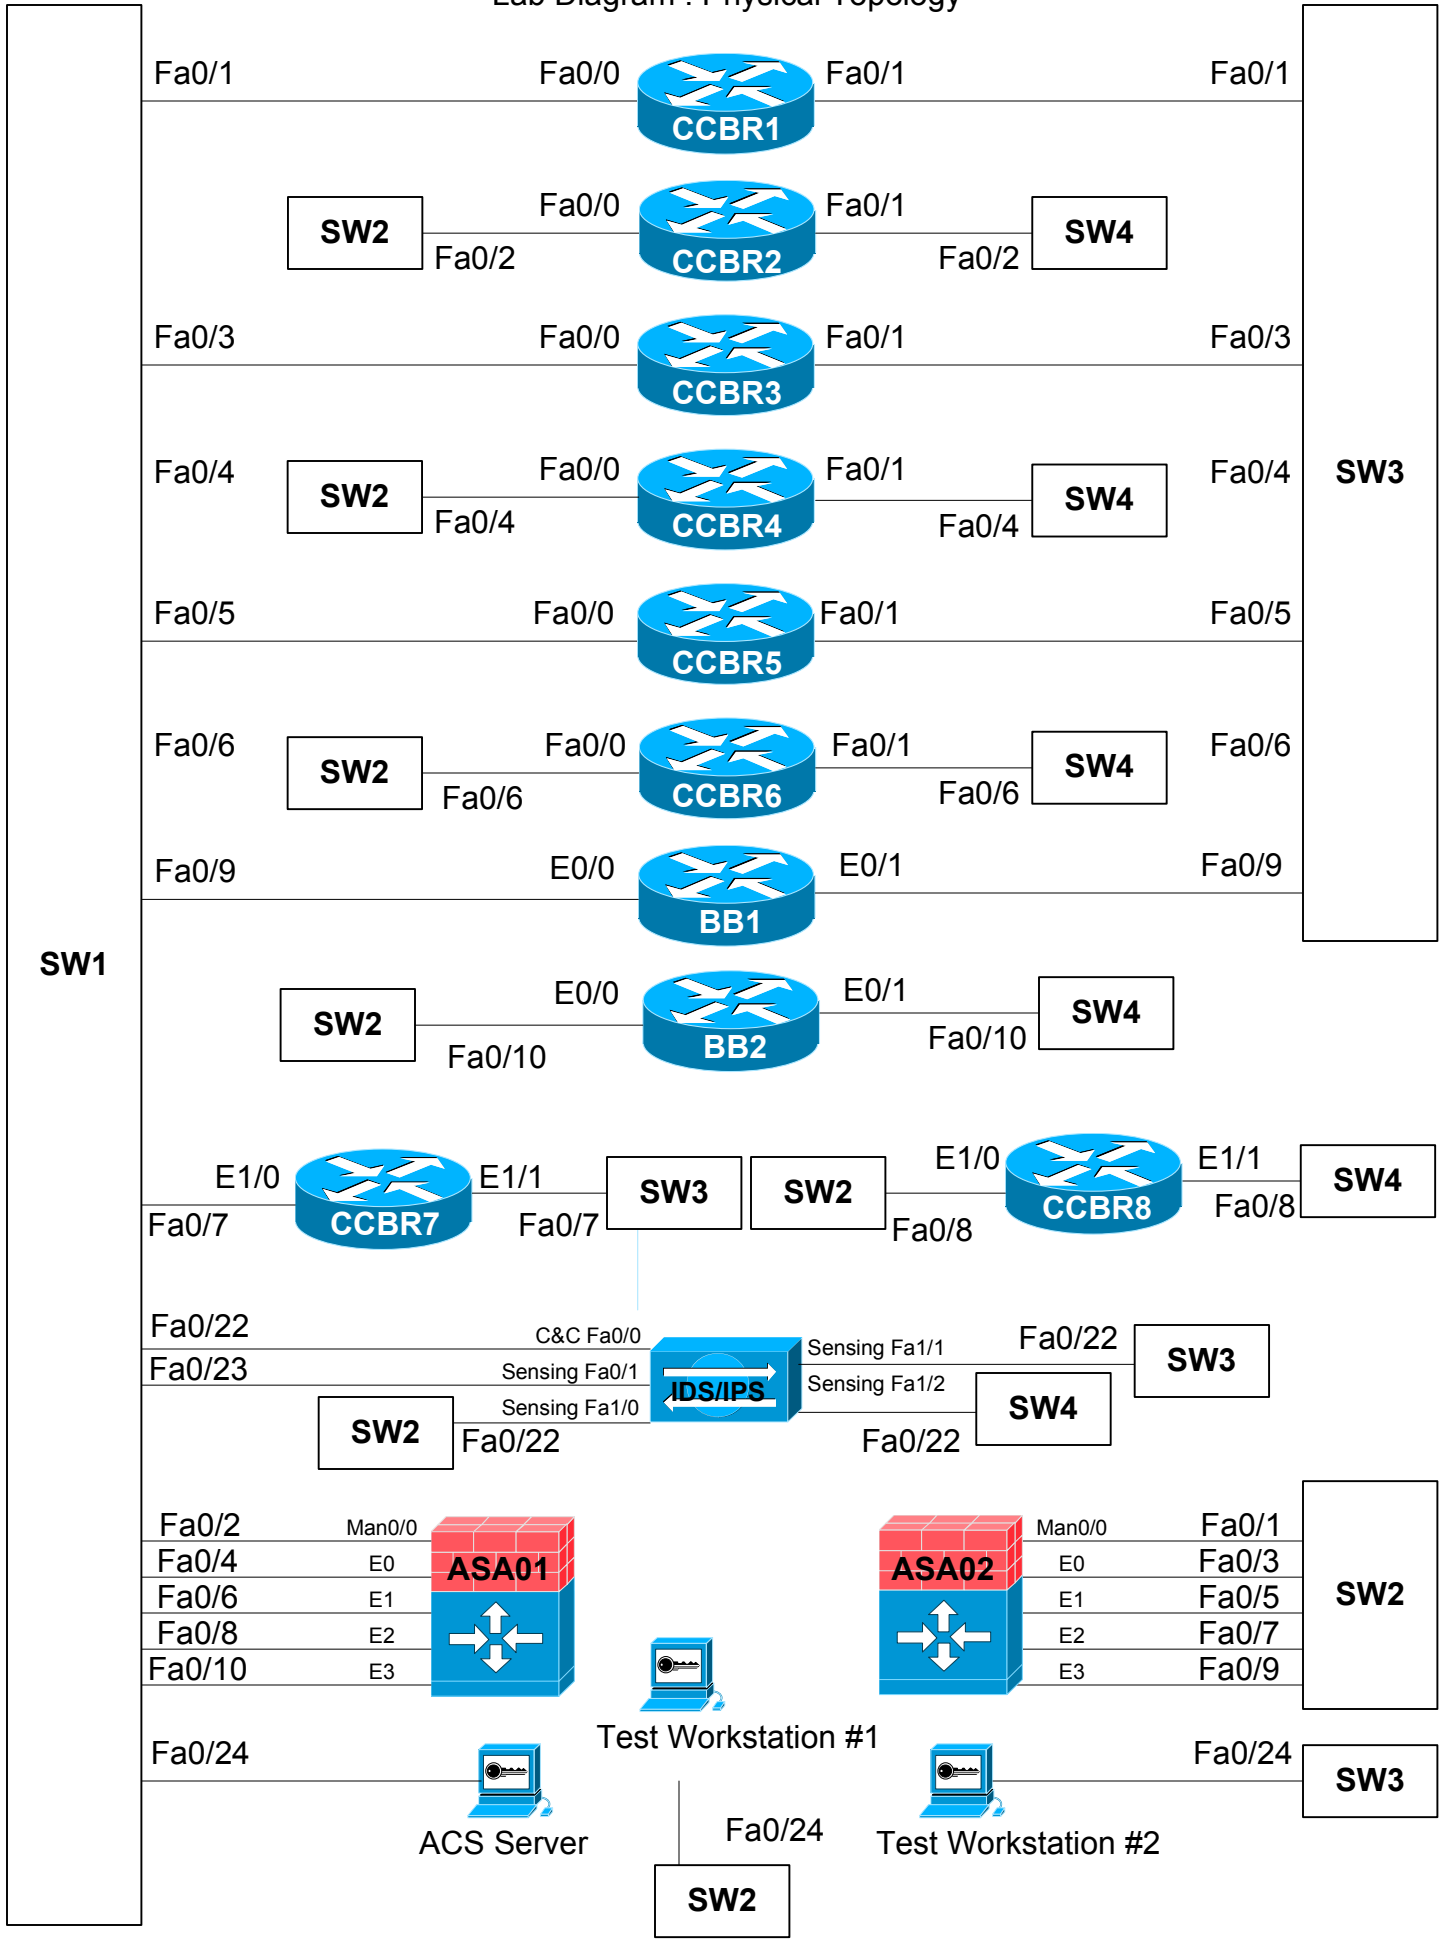 Lab Diagram : Physical Topology
Fa0/1 Fa0/0 Fa0/1 Fa0/1
CCBR1
Fa0/0 Fa0/1
SW2 SW4
Fa0/2 CCBR2 Fa0/2
Fa0/3 Fa0/0 Fa0/1 Fa0/3
CCBR3
Fa0/4 Fa0/0 Fa0/1 Fa0/4 SW3
SW2 SW4
Fa0/4 CCBR4 Fa0/4
Fa0/5 Fa0/0 Fa0/1 Fa0/5
CCBR5
Fa0/6 Fa0/0 Fa0/1 Fa0/6
SW2 SW4
Fa0/6 CCBR6 Fa0/6
Fa0/9 E0/0 E0/1 Fa0/9
BB1
SW1
E0/0 E0/1
SW2 SW4
Fa0/10 BB2 Fa0/10
E1/0 E1/1 SW3 SW2 E1/0 E1/1 SW4
Fa0/7 CCBR7 Fa0/7 Fa0/8 CCBR8 Fa0/8
Fa0/22 C&C Fa0/0 Sensing Fa1/1 Fa0/22 SW3
Fa0/23 Sensing Fa0/1 IDS/IPS Sensing Fa1/2
Sensing Fa1/0 SW4
SW2 Fa0/22 Fa0/22
Fa0/2 Man0/0 Man0/0 Fa0/1
Fa0/4 E0 ASA01 ASA02 E0 Fa0/3
Fa0/6 E1 E1 Fa0/5 SW2
Fa0/8 E2 E2 Fa0/7
Fa0/10 E3 E3 Fa0/9
Test Workstation #1
Fa0/24 Fa0/24 SW3
ACS Server Fa0/24 Test Workstation #2
SW2